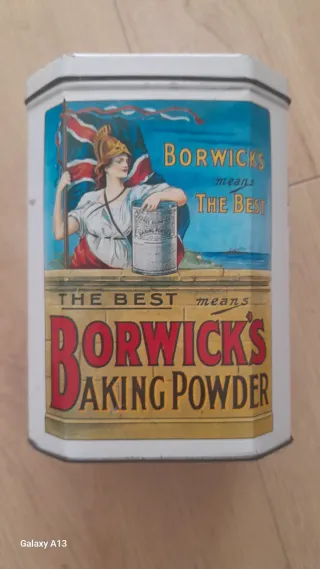 BORWICK'S
means
THE BEST
THE BEST means
BORWICK'S
BAKING POWDER
Galaxy A13